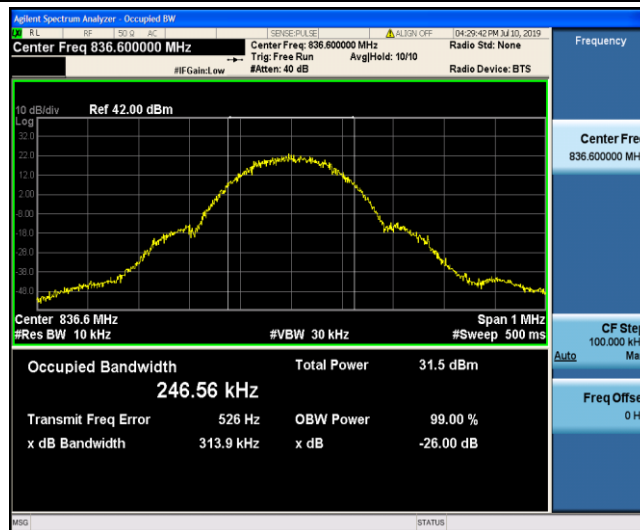 Agilent Spectrum Analyzer - Occupied BW
RL RF 50 Ω AC SENSE:PULSE ALIGN OFF 04:29:42 PM Jul 10, 2019
Center Freq 836.600000 MHz Center Freq: 836.600000 MHz Radio Std: None
Trig: Free Run Avg|Hold: 10/10
#IFGain:Low #Atten: 40 dB Radio Device: BTS
10 dB/div Ref 42.00 dBm
Log
32.0
22.0
12.0
2.00
-8.00
-18.0
-28.0
-38.0
-48.0
Center 836.6 MHz Span 1 MHz
#Res BW 10 kHz #VBW 30 kHz #Sweep 500 ms
Occupied Bandwidth Total Power 31.5 dBm
246.56 kHz
Transmit Freq Error 526 Hz OBW Power 99.00 %
x dB Bandwidth 313.9 kHz x dB -26.00 dB
MSG STATUS
Frequency
Center Fre
836.600000 MH
CF Step
100.000 kH
Auto Ma
Freq Offse
0 H